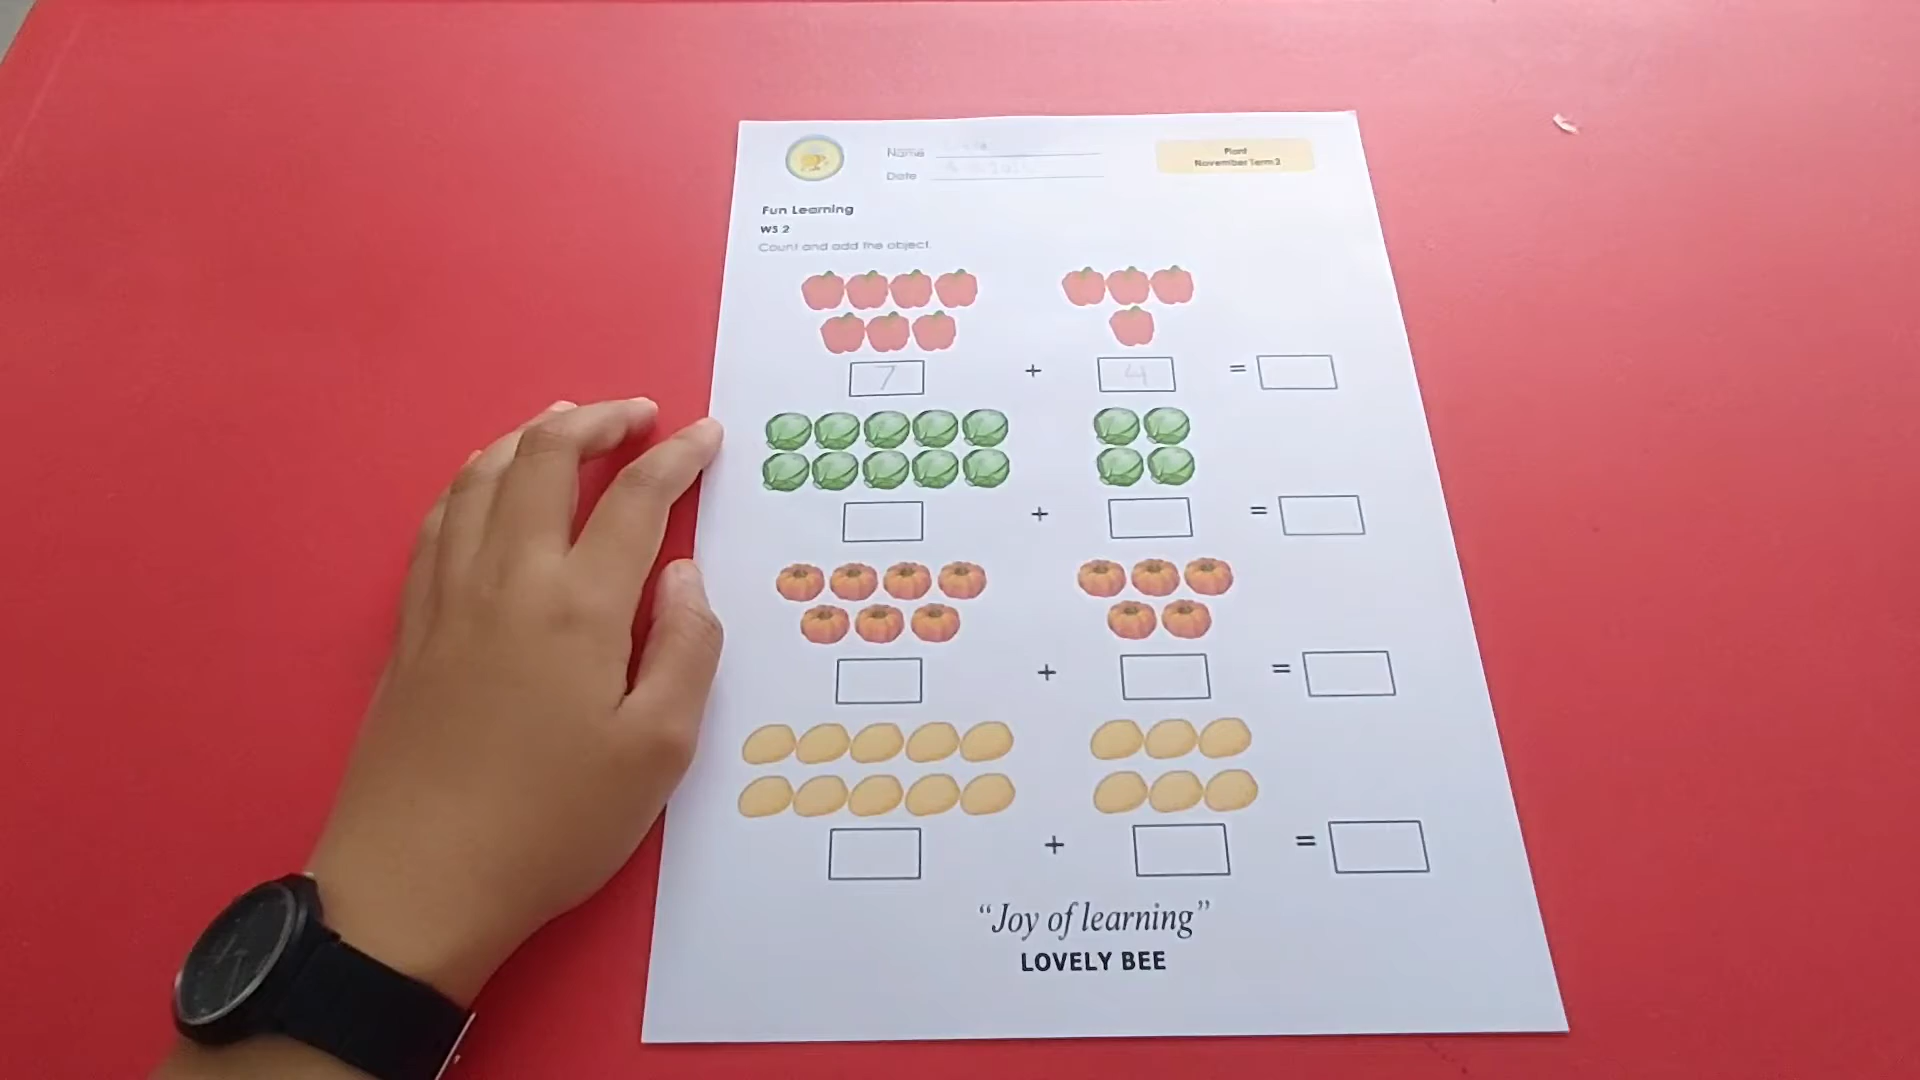 Name
Date
Plant
November Term 2
Fun Learning
WS 2
Count and add the object.
7 + 4 =
+ =
+ =
+ =
“Joy of learning”
LOVELY BEE